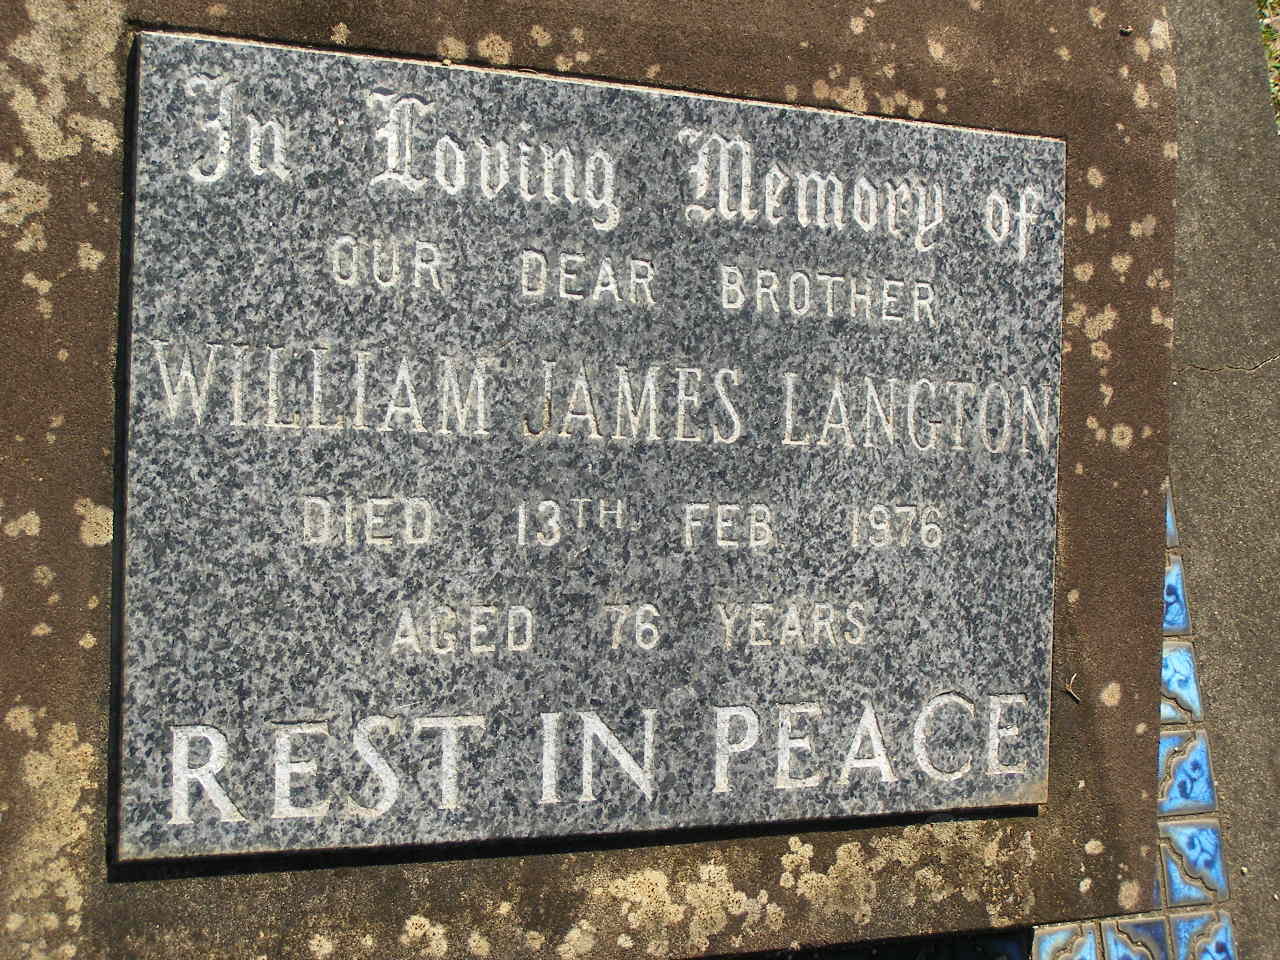 In Loving Memory of
OUR DEAR BROTHER
WILLIAM JAMES LANGTON
DIED 13TH FEB 1976
AGED 76 YEARS
REST IN PEACE